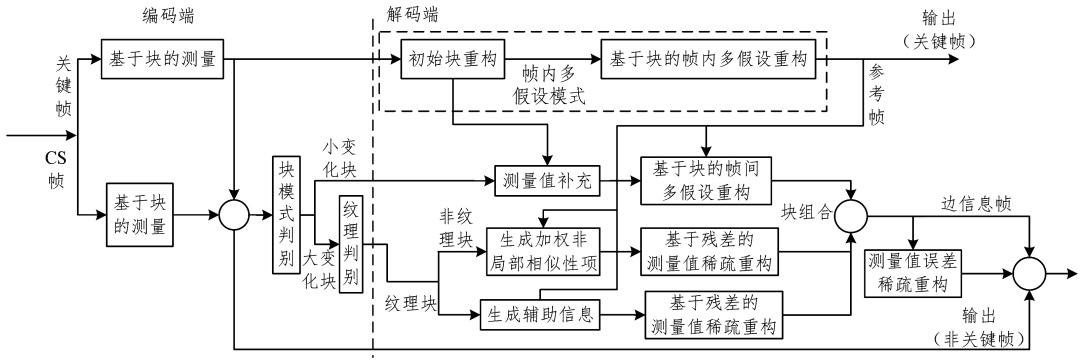 编码端
解码端
输出
（关键帧）
关键帧
基于块的测量
初始块重构
帧内多
假设模式
基于块的帧内多假设重构
参考帧
CS
帧
基于块
的测量
块模式判别
小变
化块
大变
化块
纹理判别
测量值补充
基于块的帧间
多假设重构
块组合
边信息帧
非纹
理块
纹理块
生成加权非
局部相似性项
基于残差的
测量值稀疏重构
测量值误差
稀疏重构
生成辅助信息
基于残差的
测量值稀疏重构
输出
（非关键帧）